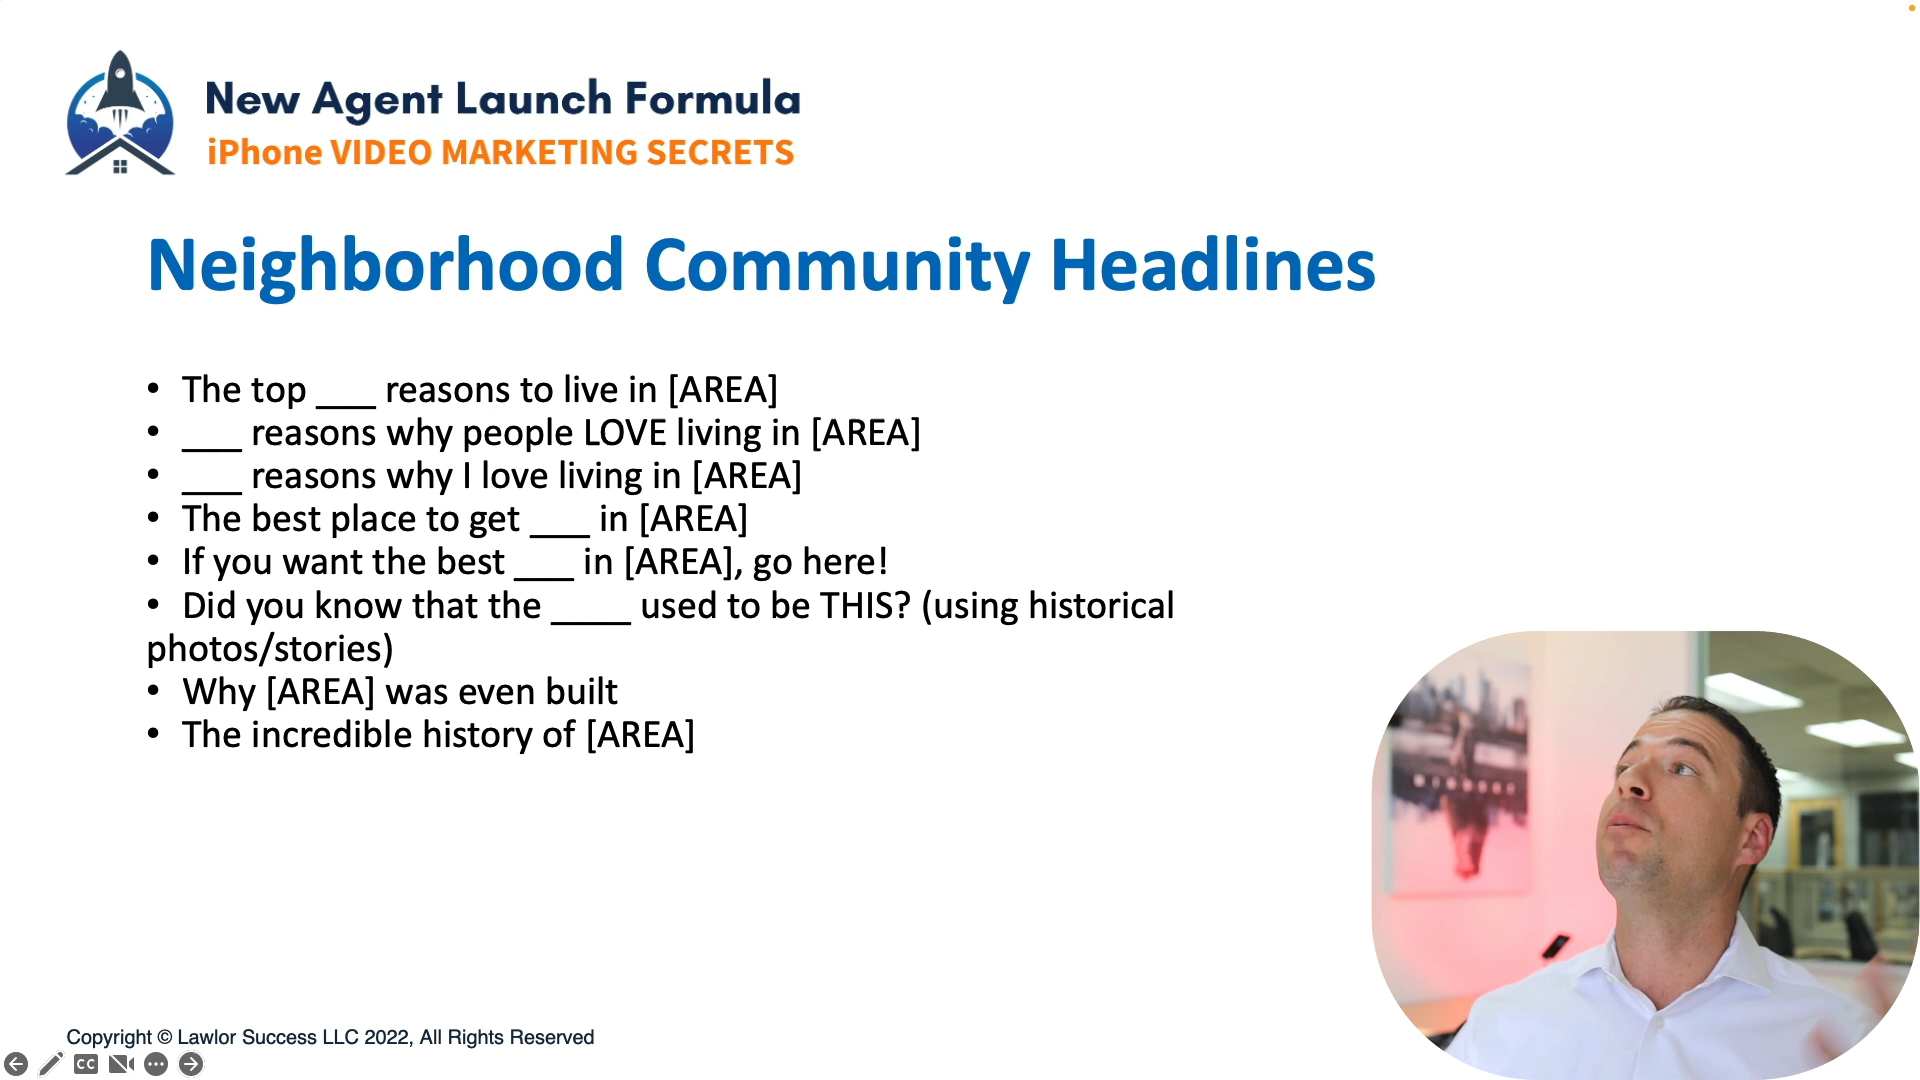 New Agent Launch Formula
iPhone VIDEO MARKETING SECRETS
Neighborhood Community Headlines
• The top ___ reasons to live in [AREA]
• ___ reasons why people LOVE living in [AREA]
• ___ reasons why I love living in [AREA]
• The best place to get ___ in [AREA]
• If you want the best ___ in [AREA], go here!
• Did you know that the ____ used to be THIS? (using historical
photos/stories)
• Why [AREA] was even built
• The incredible history of [AREA]
Copyright © Lawlor Success LLC 2022, All Rights Reserved
CC